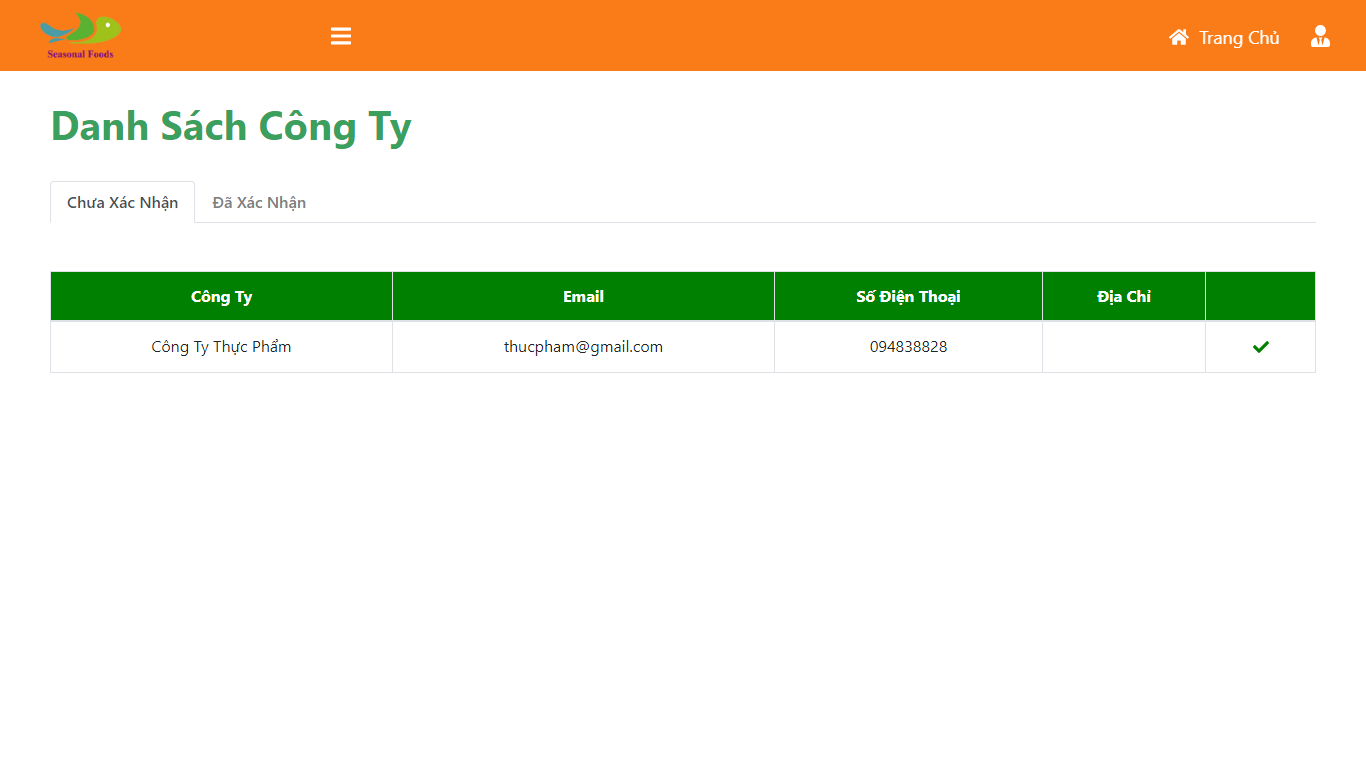 Seasonal Foods
Trang Chủ
Danh Sách Công Ty
Chưa Xác Nhận
Đã Xác Nhận
Công Ty Email Số Điện Thoại Địa Chỉ
Công Ty Thực Phẩm thucpham@gmail.com 094838828